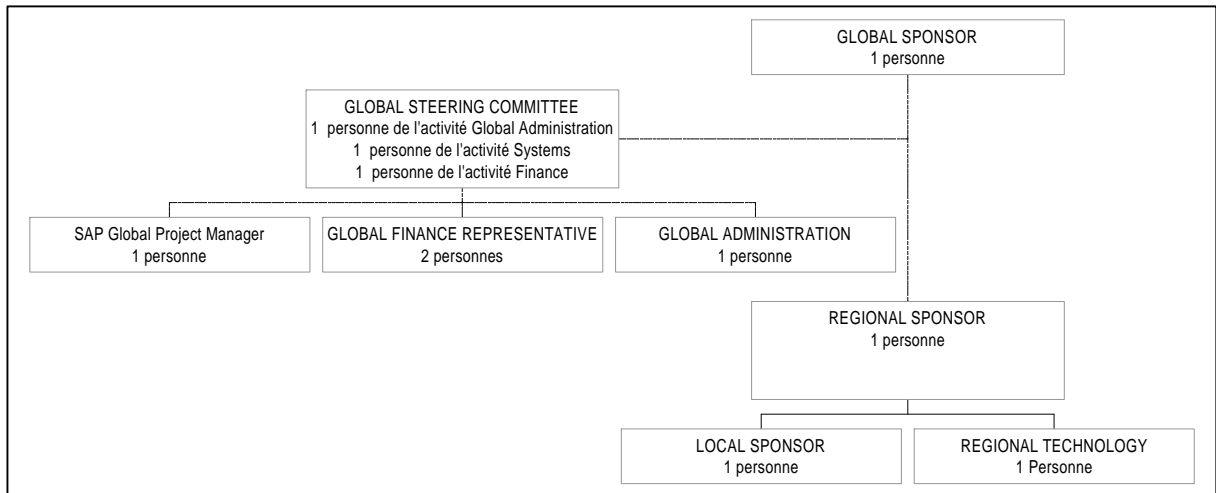 GLOBAL SPONSOR
1 personne
GLOBAL STEERING COMMITTEE
1 personne de l'activité Global Administration
1 personne de l'activité Systems
1 personne de l'activité Finance
SAP Global Project Manager
1 personne
GLOBAL FINANCE REPRESENTATIVE
2 personnes
GLOBAL ADMINISTRATION
1 personne
REGIONAL SPONSOR
1 personne
LOCAL SPONSOR
1 personne
REGIONAL TECHNOLOGY
1 Personne